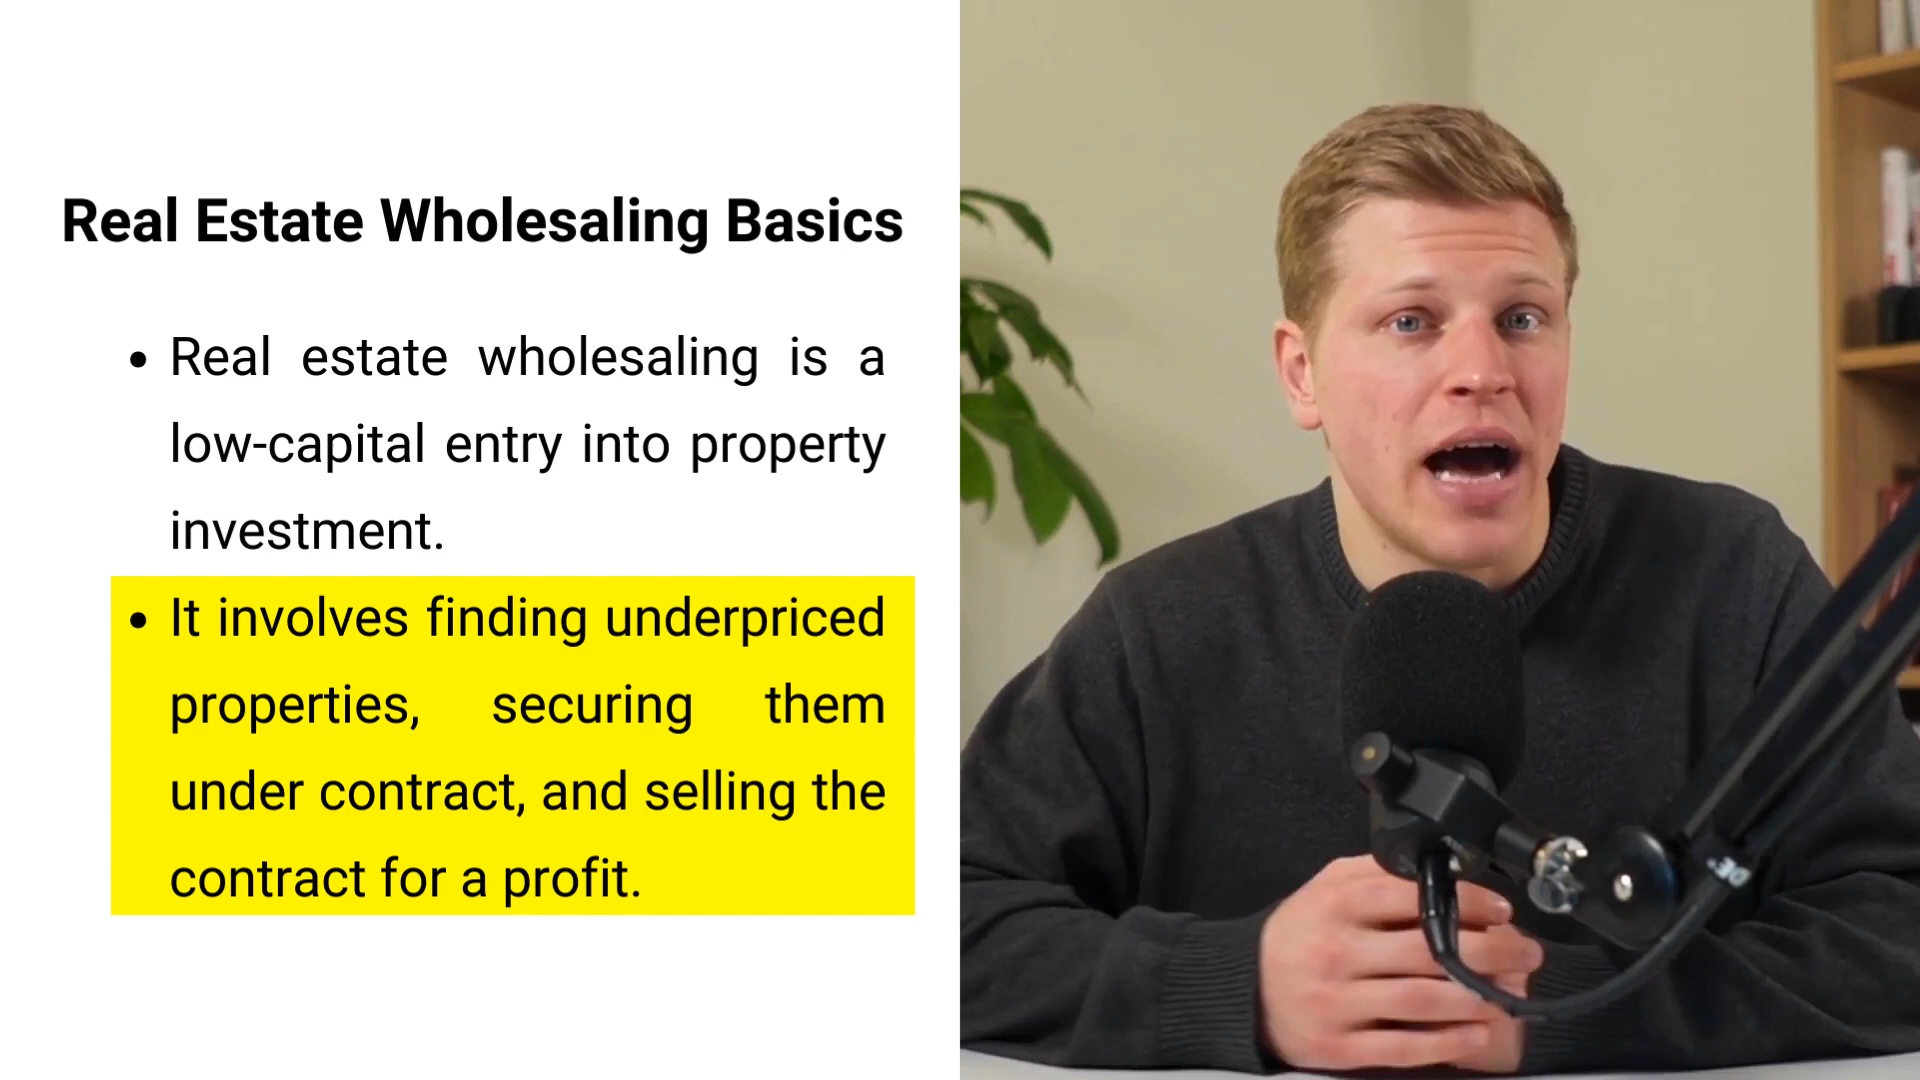 Real Estate Wholesaling Basics
• Real estate wholesaling is a
low-capital entry into property
investment.
• It involves finding underpriced
properties, securing them
under contract, and selling the
contract for a profit.